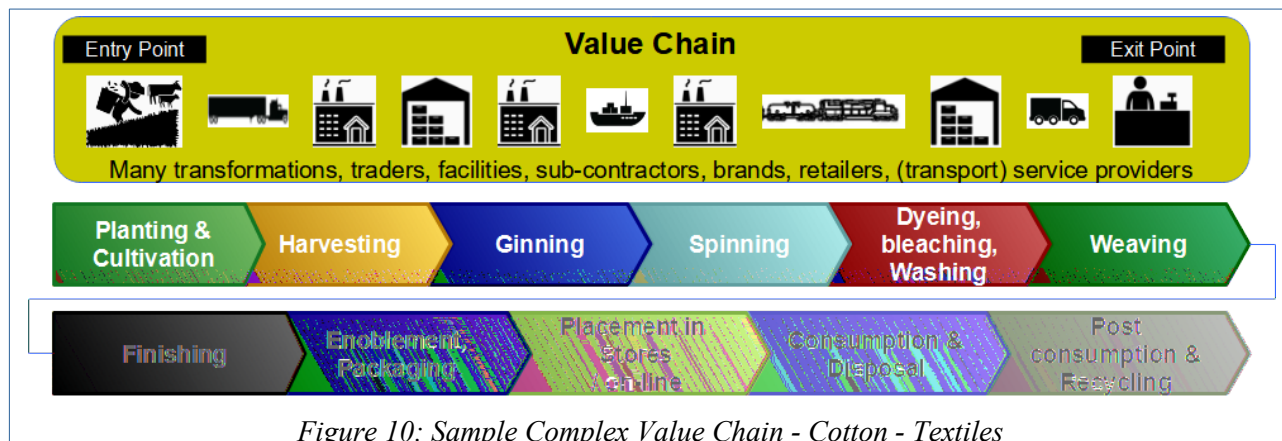 Value Chain
Entry Point
Exit Point
Many transformations, traders, facilities, sub-contractors, brands, retailers, (transport) service providers
Planting &
Cultivation
Harvesting
Ginning
Spinning
Dyeing,
bleaching,
Washing
Weaving
Finishing
Enoblement,
Packaging
Placement in
Stores
/ on-line
Consumption &
Disposal
Post
consumption &
Recycling
Figure 10: Sample Complex Value Chain - Cotton - Textiles